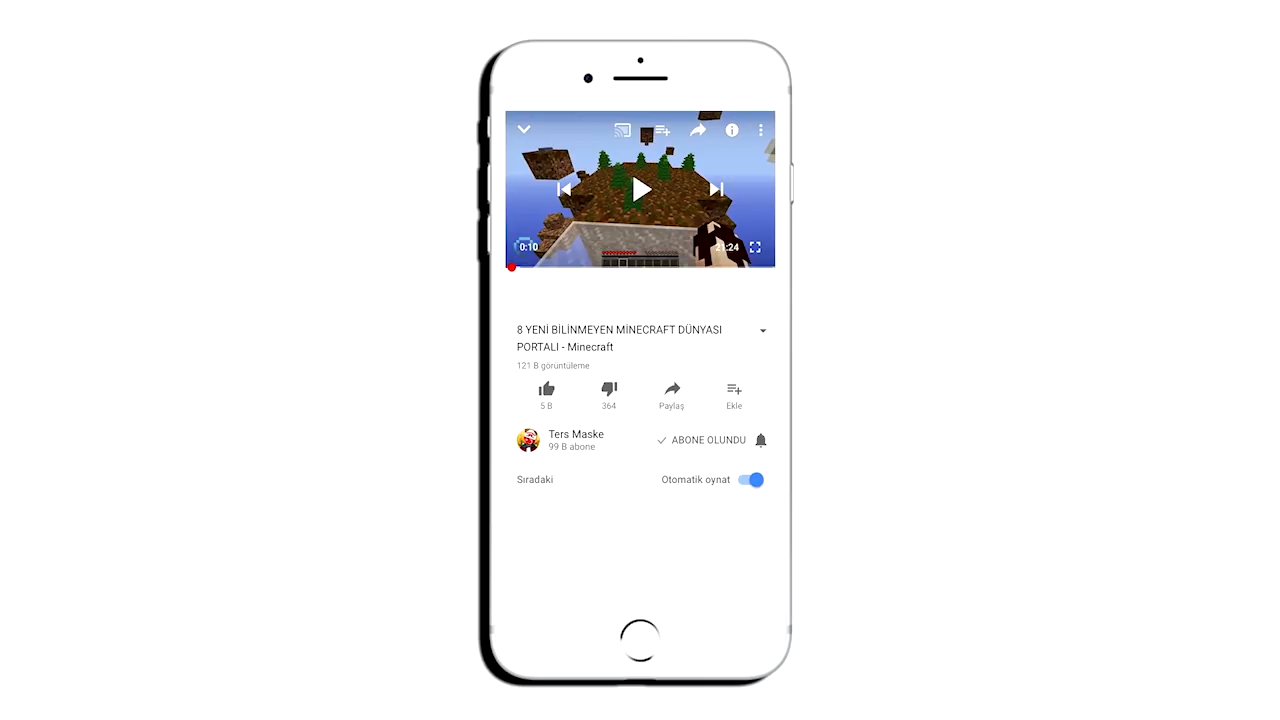 0:10
21:24
8 YENİ BİLİNMEYEN MİNECRAFT DÜNYASI
PORTALI - Minecraft
121 B görüntüleme
5 B
364
Paylaş
Ekle
Ters Maske
99 B abone
ABONE OLUNDU
Sıradaki
Otomatik oynat